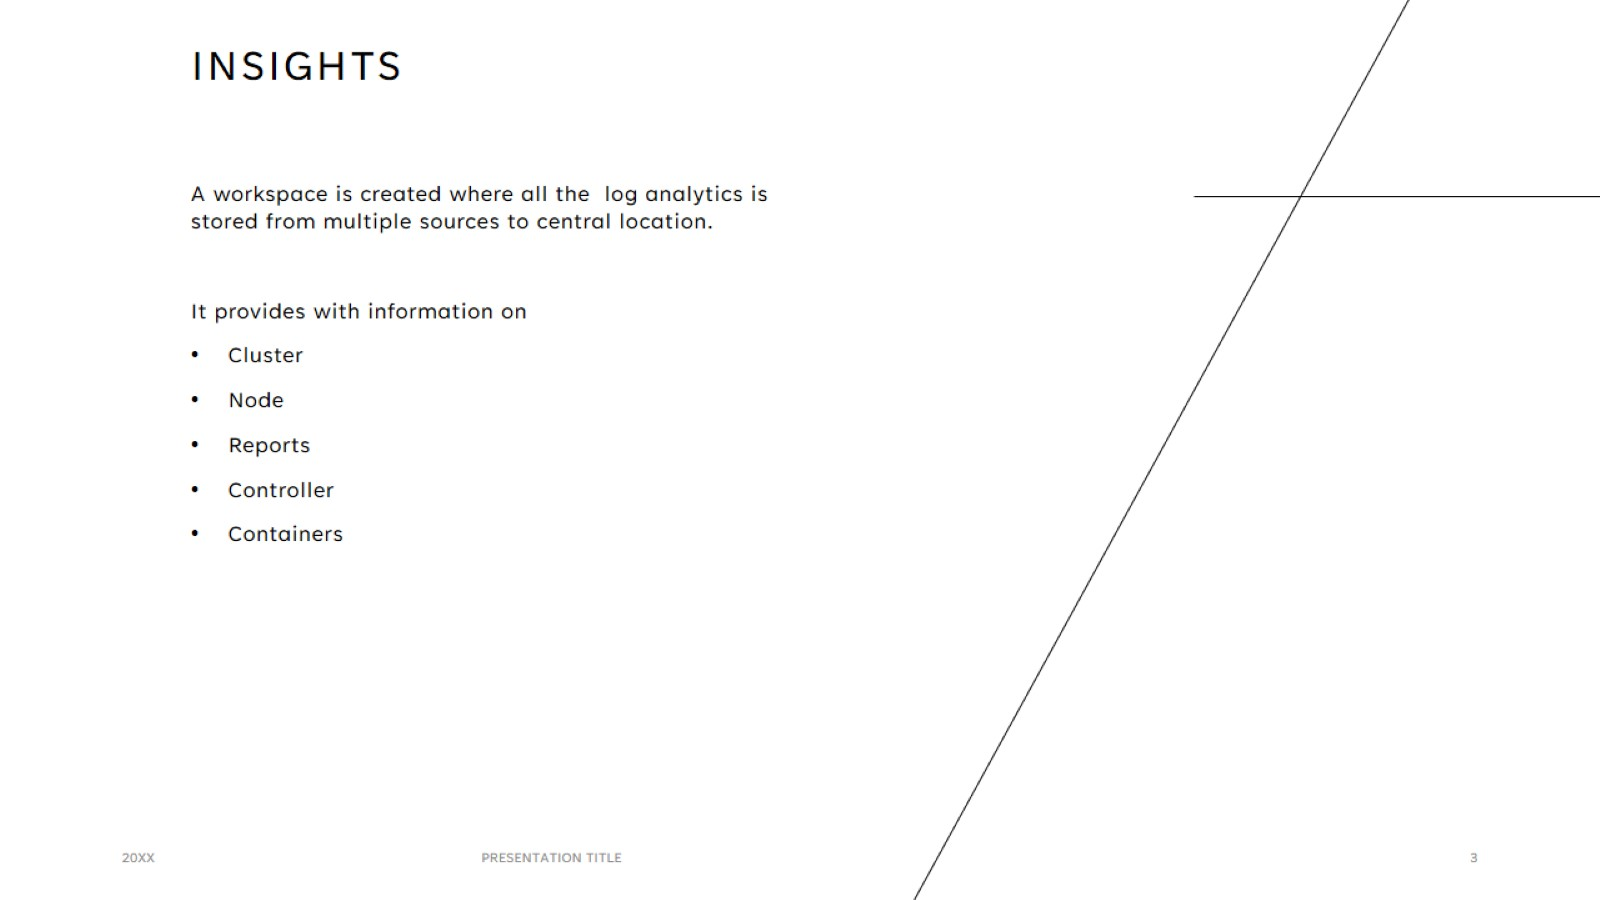 INSIGHTS
A workspace is created where all the  log analytics is
stored from multiple sources to central location.
It provides with information on
• Cluster
• Node
• Reports
• Controller
• Containers
20XX
PRESENTATION TITLE
3